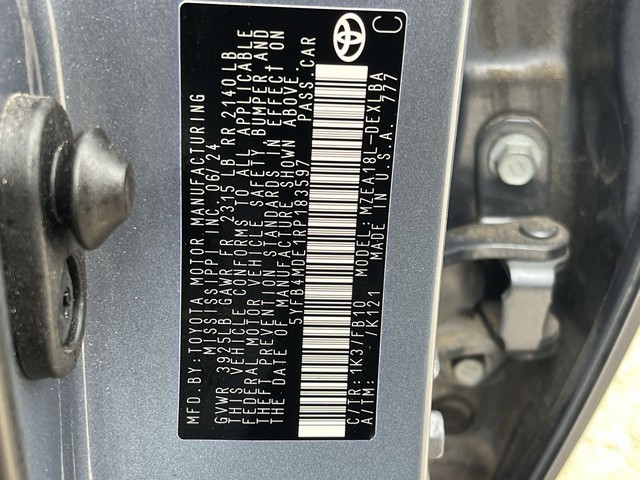 MFD. BY: TOYOTA MOTOR MANUFACTURING
MISSISSIPPI, INC. 06/24
GVWR 3925LB GAWR FR 2315 LB RR 2140LB
THIS VEHICLE CONFORMS TO ALL APPLICABLE
FEDERAL MOTOR VEHICLE SAFETY, BUMPER, AND
THEFT PREVENTION STANDARDS IN EFFECT ON
THE DATE OF MANUFACTURE SHOWN ABOVE.
5YFB4MDE1RP183597 PASS. CAR
C/TR: 1K3/FB10 MODEL: MZEA18L-DEXLBA
A/TM: /K121 MADE IN U.S.A. 777
C